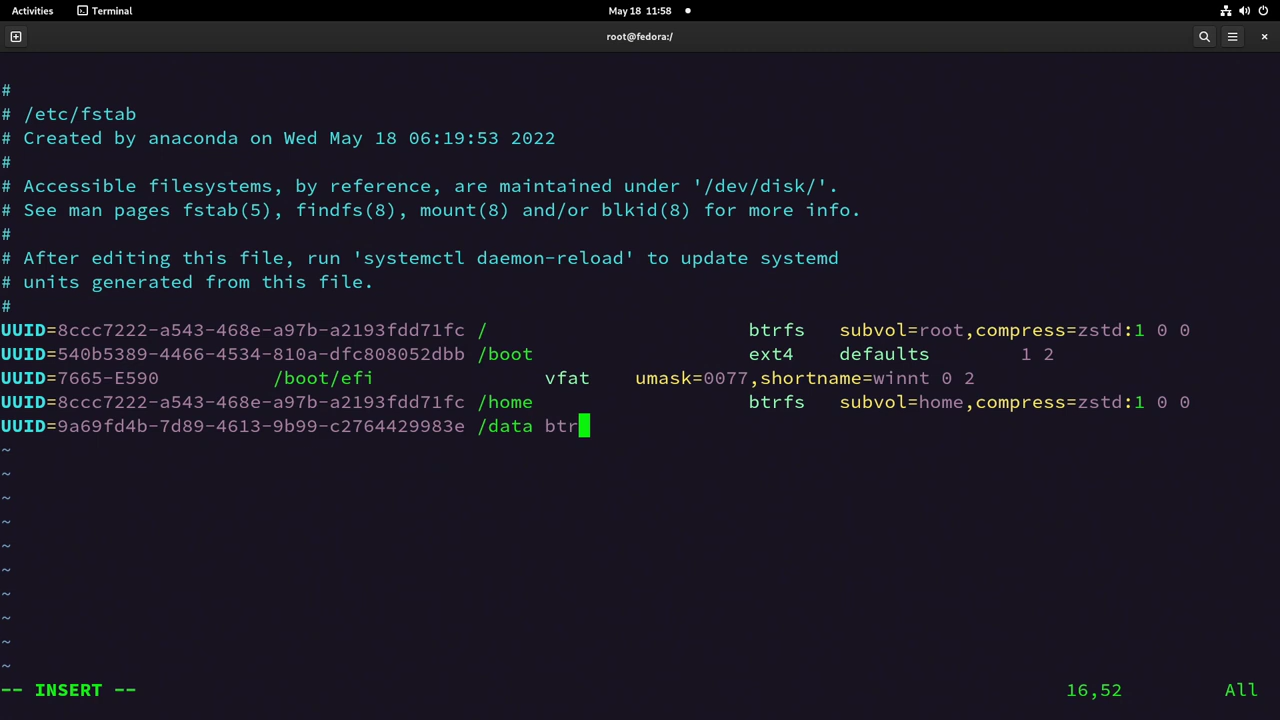 Activities Terminal May 18 11:58
root@fedora:/
#
# /etc/fstab
# Created by anaconda on Wed May 18 06:19:53 2022
#
# Accessible filesystems, by reference, are maintained under '/dev/disk/'.
# See man pages fstab(5), findfs(8), mount(8) and/or blkid(8) for more info.
#
# After editing this file, run 'systemctl daemon-reload' to update systemd
# units generated from this file.
#
UUID=8ccc7222-a543-468e-a97b-a2193fdd71fc / btrfs subvol=root,compress=zstd:1 0 0
UUID=540b5389-4466-4534-810a-dfc808052dbb /boot ext4 defaults 1 2
UUID=7665-E590 /boot/efi vfat umask=0077,shortname=winnt 0 2
UUID=8ccc7222-a543-468e-a97b-a2193fdd71fc /home btrfs subvol=home,compress=zstd:1 0 0
UUID=9a69fd4b-7d89-4613-9b99-c2764429983e /data btr
~
~
~
~
~
~
~
~
~
~
-- INSERT -- 16,52 All